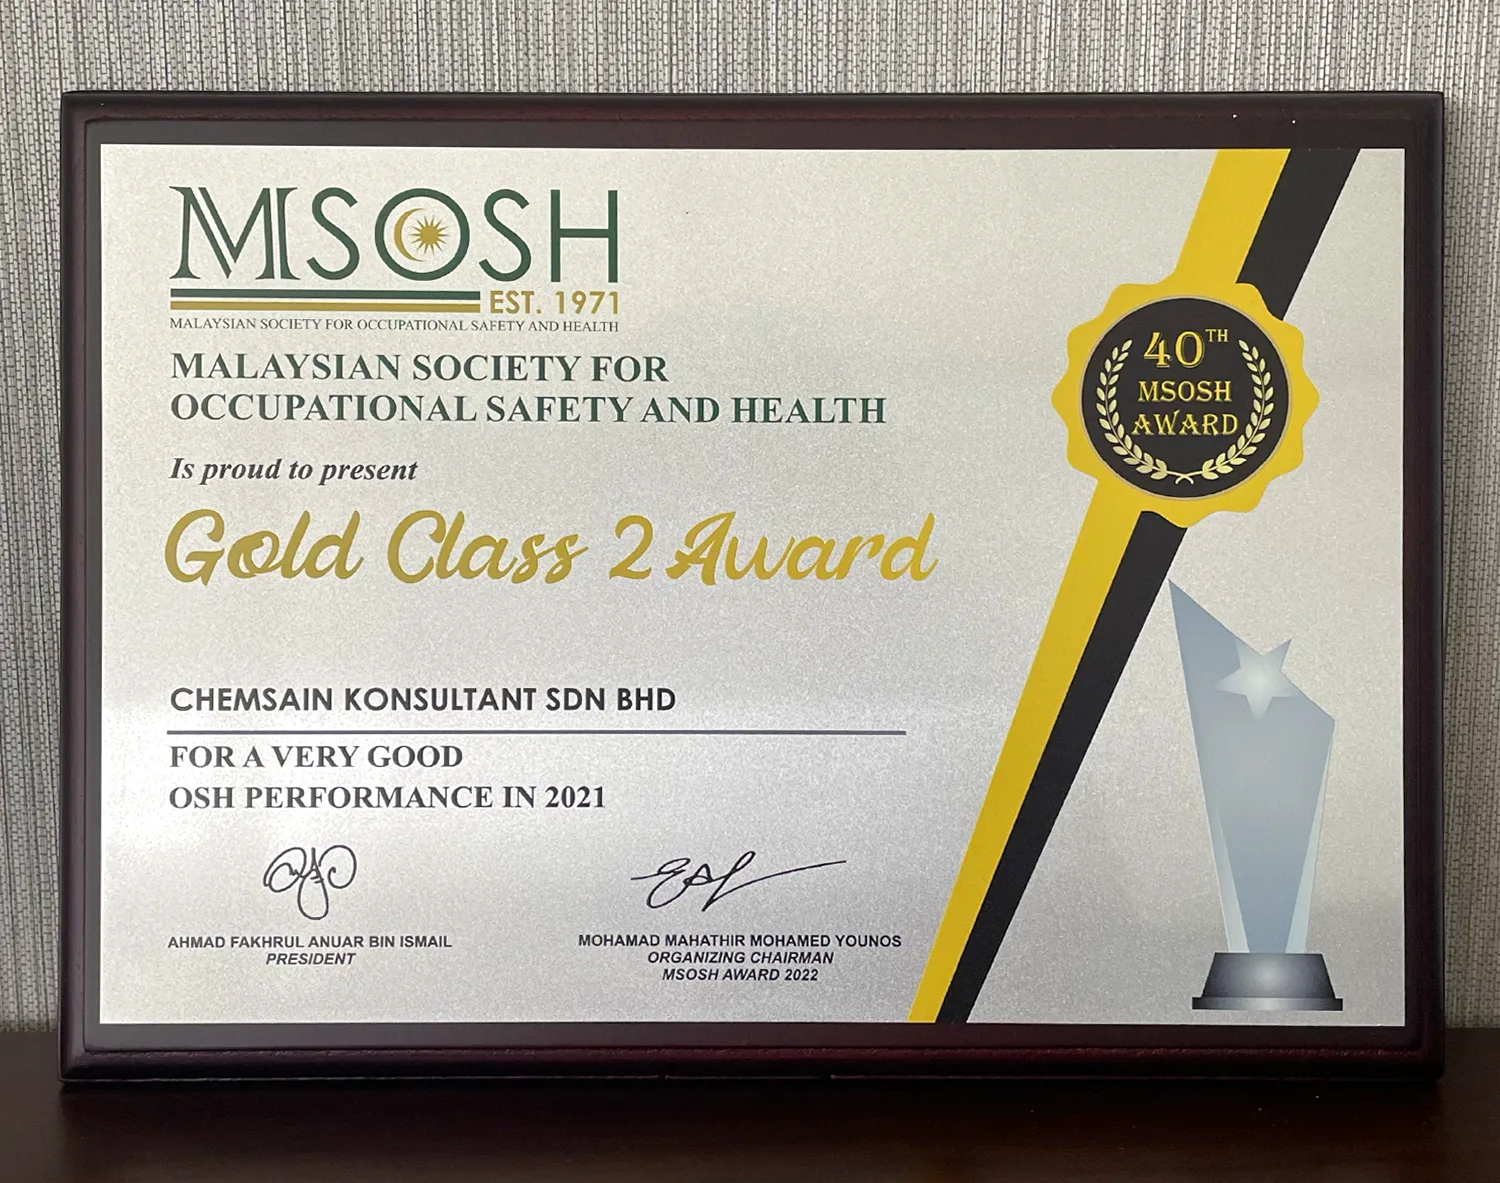 MSOSH
EST. 1971
MALAYSIAN SOCIETY FOR OCCUPATIONAL SAFETY AND HEALTH
MALAYSIAN SOCIETY FOR
OCCUPATIONAL SAFETY AND HEALTH
Is proud to present
Gold Class 2 Award
CHEMSAIN KONSULTANT SDN BHD
FOR A VERY GOOD
OSH PERFORMANCE IN 2021
AHMAD FAKHRUL ANUAR BIN ISMAIL
PRESIDENT
MOHAMAD MAHATHIR MOHAMED YOUNOS
ORGANIZING CHAIRMAN
MSOSH AWARD 2022
40TH
MSOSH
AWARD